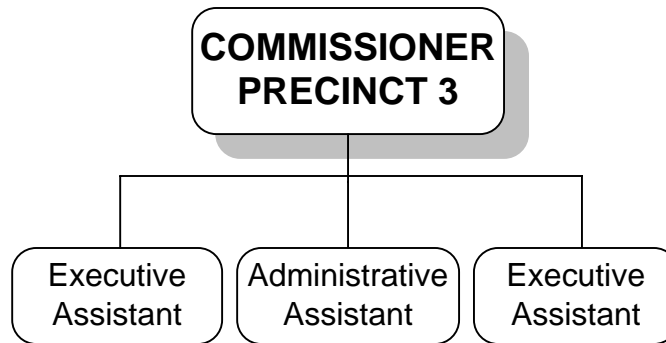 COMMISSIONER
PRECINCT 3
Executive
Assistant
Administrative
Assistant
Executive
Assistant